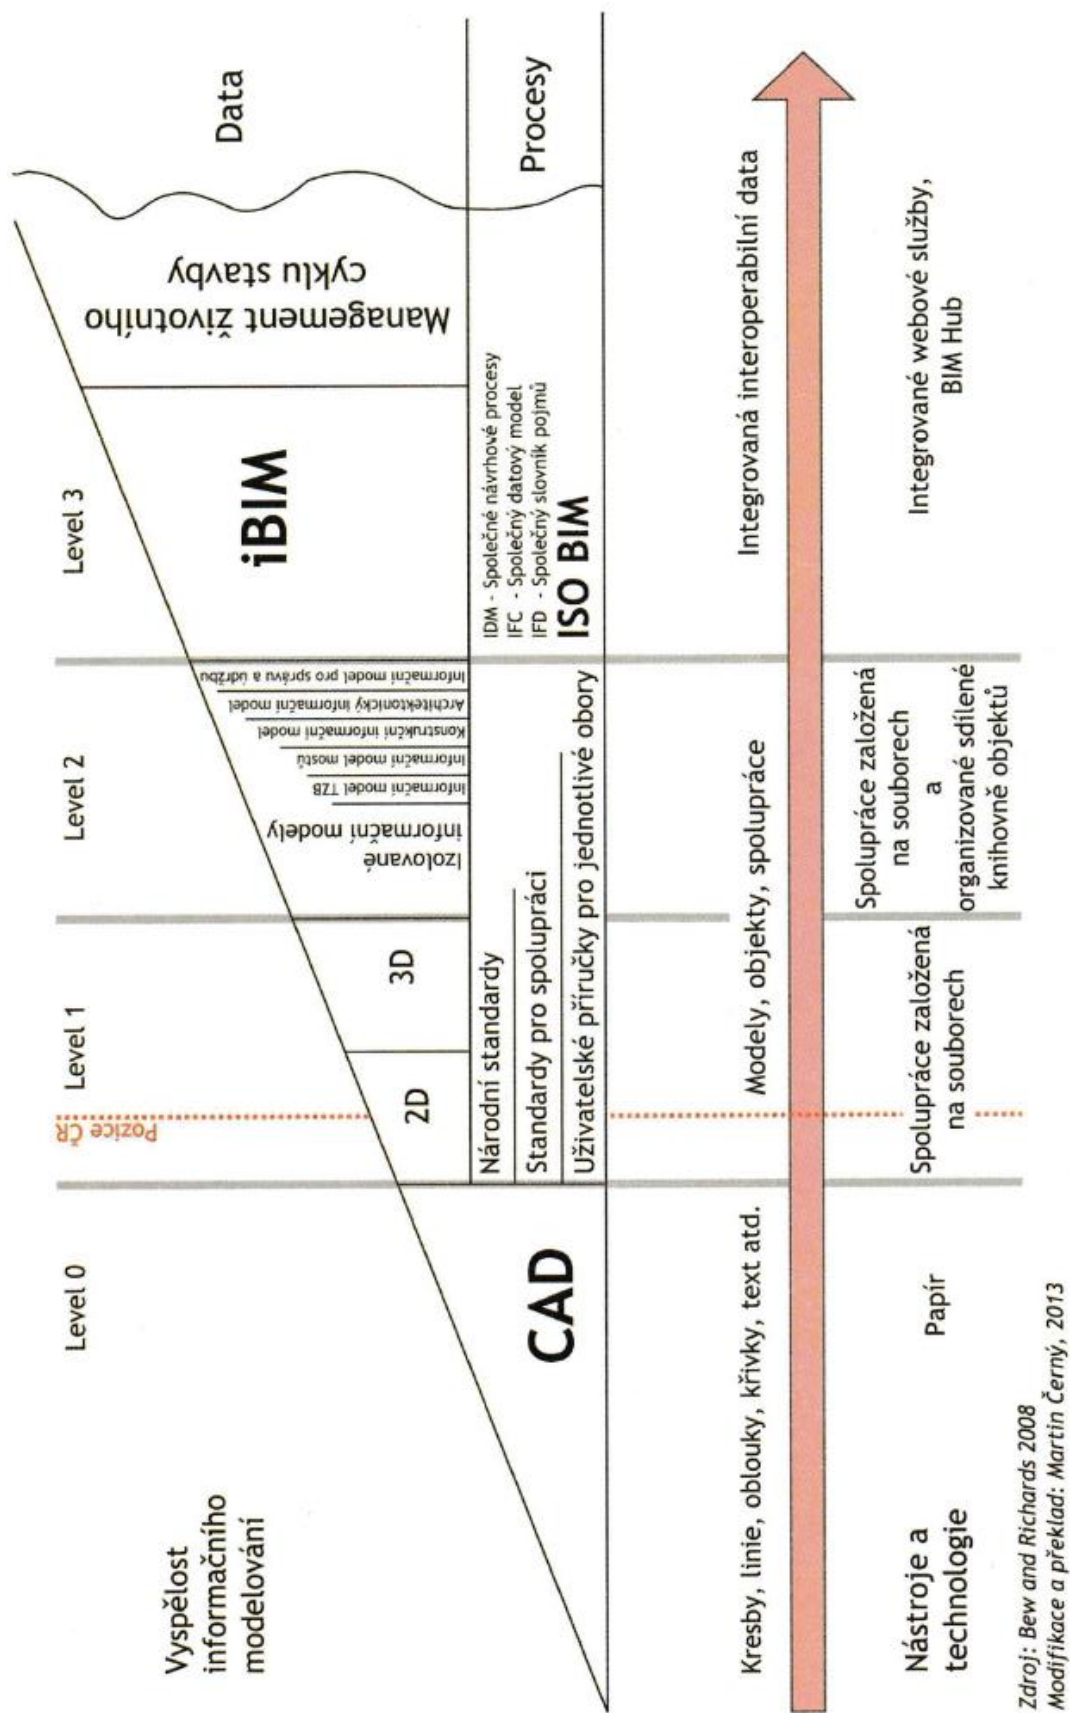 Vyspělost
informačního
modelování
Level 0
Level 1
Level 2
Level 3
Pozice ČR
Data
Procesy
CAD
2D
3D
Izolované
informační modely
Informační model TZB
Informační model mostů
Konstrukční informační model
Architektonický informační model
Informační model pro správu a údržbu
iBIM
Management životního
cyklu stavby
Národní standardy
Standardy pro spolupráci
Uživatelské příručky pro jednotlivé obory
IDM - Společné návrhové procesy
IFC - Společný datový model
IFD - Společný slovník pojmů
ISO BIM
Kresby, linie, oblouky, křivky, text atd.
Modely, objekty, spolupráce
Integrovaná interoperabilní data
Nástroje a
technologie
Papír
Spolupráce založená
na souborech
Spolupráce založená
na souborech
a
organizované sdílené
knihovně objektů
Integrované webové služby,
BIM Hub
Zdroj: Bew and Richards 2008
Modifikace a překlad: Martin Černý, 2013